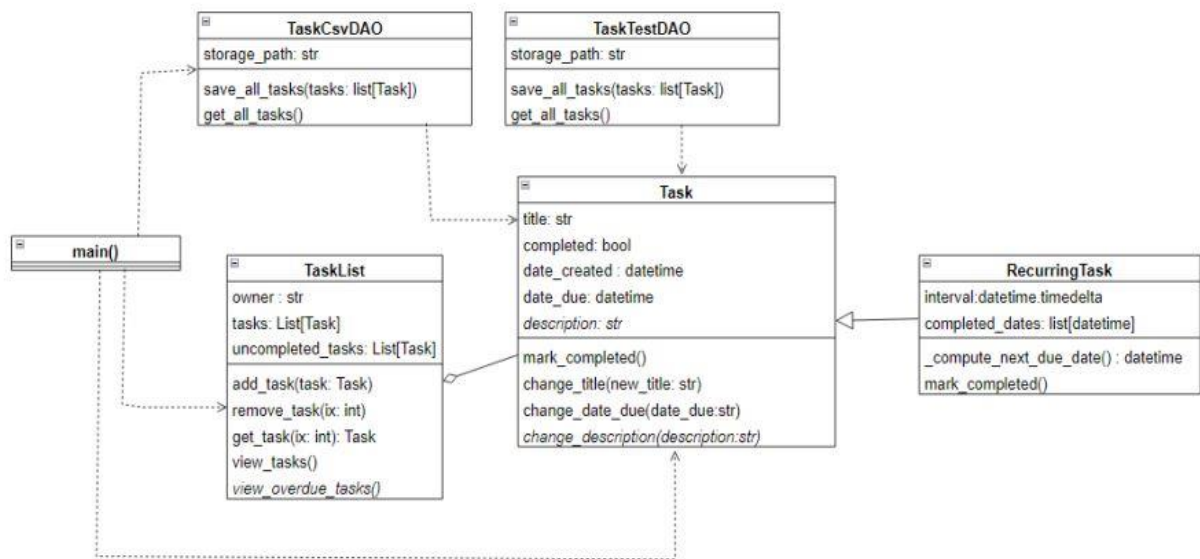 TaskCsvDAO
storage_path: str
save_all_tasks(tasks: list[Task])
get_all_tasks()
TaskTestDAO
storage_path: str
save_all_tasks(tasks: list[Task])
get_all_tasks()
main()
TaskList
owner : str
tasks: List[Task]
uncompleted_tasks: List[Task]
add_task(task: Task)
remove_task(ix: int)
get_task(ix: int): Task
view_tasks()
view_overdue_tasks()
Task
title: str
completed: bool
date_created : datetime
date_due: datetime
description: str
mark_completed()
change_title(new_title: str)
change_date_due(date_due:str)
change_description(description:str)
RecurringTask
interval:datetime.timedelta
completed_dates: list[datetime]
_compute_next_due_date() : datetime
mark_completed()